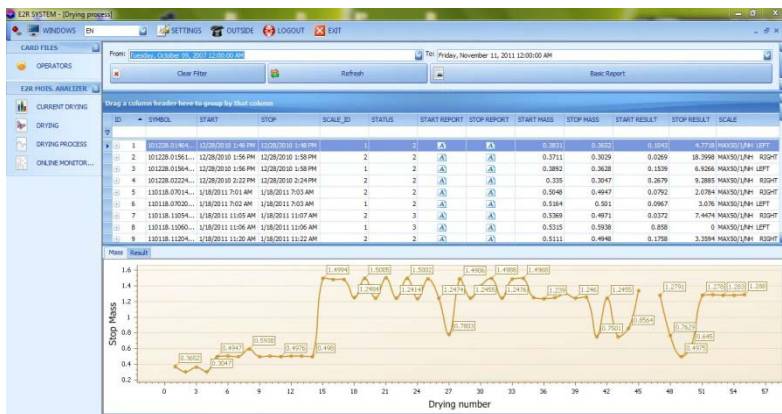 E2R SYSTEM - [Drying process]
WINDOWS EN SETTINGS OUTSIDE LOGOUT EXIT
CARD FILES
OPERATORS
E2R MOIS. ANALIZER
CURRENT DRYING
DRYING
DRYING PROCESS
ONLINE MONITOR...
From: Tuesday, October 09, 2007 12:00:00 AM To: Friday, November 11, 2011 12:00:00 AM
Clear Filter Refresh Basic Report
Drag a column header here to group by that column
ID SYMBOL START STOP SCALE_ID STATUS START REPORT STOP REPORT START MASS STOP MASS START RESULT STOP RESULT SCALE
1 101228.01464... 12/28/2010 1:46 PM 12/28/2010 1:48 PM 1 2 A A 0.3831 0.3652 0.1043 4.7718 MAX50/1/NH LEFT
2 101228.01561... 12/28/2010 1:56 PM 12/28/2010 1:58 PM 2 2 A A 0.3711 0.3029 0.0269 18.3998 MAX50/1/NH RIGHT
3 101228.01564... 12/28/2010 1:56 PM 12/28/2010 1:58 PM 1 2 A A 0.3892 0.3628 0.1539 6.9266 MAX50/1/NH LEFT
4 101228.02224... 12/28/2010 2:22 PM 12/28/2010 2:24 PM 2 2 A A 0.335 0.3047 0.2679 9.2885 MAX50/1/NH RIGHT
5 110118.07014... 1/18/2011 7:01 AM 1/18/2011 7:03 AM 2 2 A A 0.5048 0.4947 0.0792 2.0784 MAX50/1/NH RIGHT
6 110118.07020... 1/18/2011 7:02 AM 1/18/2011 7:03 AM 1 2 A A 0.5164 0.501 0.0967 3.076 MAX50/1/NH LEFT
7 110118.11054... 1/18/2011 11:05 AM 1/18/2011 11:07 AM 2 3 A A 0.5369 0.4971 0.0372 7.4474 MAX50/1/NH RIGHT
8 110118.11060... 1/18/2011 11:06 AM 1/18/2011 11:06 AM 1 3 A A 0.5315 0.5938 0.858 0 MAX50/1/NH LEFT
9 110118.11204... 1/18/2011 11:20 AM 1/18/2011 11:22 AM 2 2 A A 0.5111 0.4948 0.1758 3.3594 MAX50/1/NH RIGHT
Mass Result
Stop Mass
1.6
1.4
1.2
1
0.8
0.6
0.4
0.2
0.3652 0.3047 0.4947 0.5938 0.4976 0.498
1.4994 1.2484 1.5085 1.2414 1.5002 1.2474 0.7803 1.4906 1.2458 1.4988 1.2476 1.4968
1.239 1.246 0.7501 1.2455 0.8564 1.2791 0.7629 0.4975 0.645 1.278 1.283 1.288
0 3 6 9 12 15 18 21 24 27 30 33 36 39 42 45 48 51 54 57
Drying number